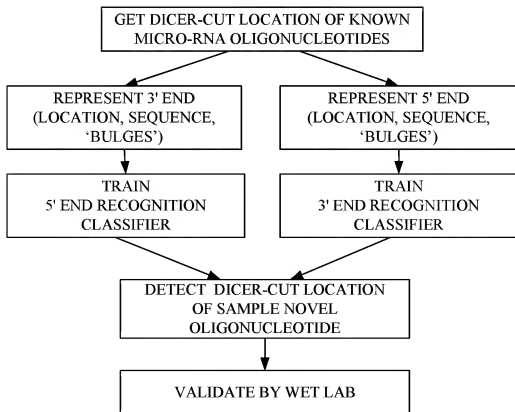 GET DICER-CUT LOCATION OF KNOWN
MICRO-RNA OLIGONUCLEOTIDES
REPRESENT 3' END
(LOCATION, SEQUENCE,
‘BULGES’)
REPRESENT 5' END
(LOCATION, SEQUENCE,
‘BULGES’)
TRAIN
5' END RECOGNITION
CLASSIFIER
TRAIN
3' END RECOGNITION
CLASSIFIER
DETECT DICER-CUT LOCATION
OF SAMPLE NOVEL
OLIGONUCLEOTIDE
VALIDATE BY WET LAB